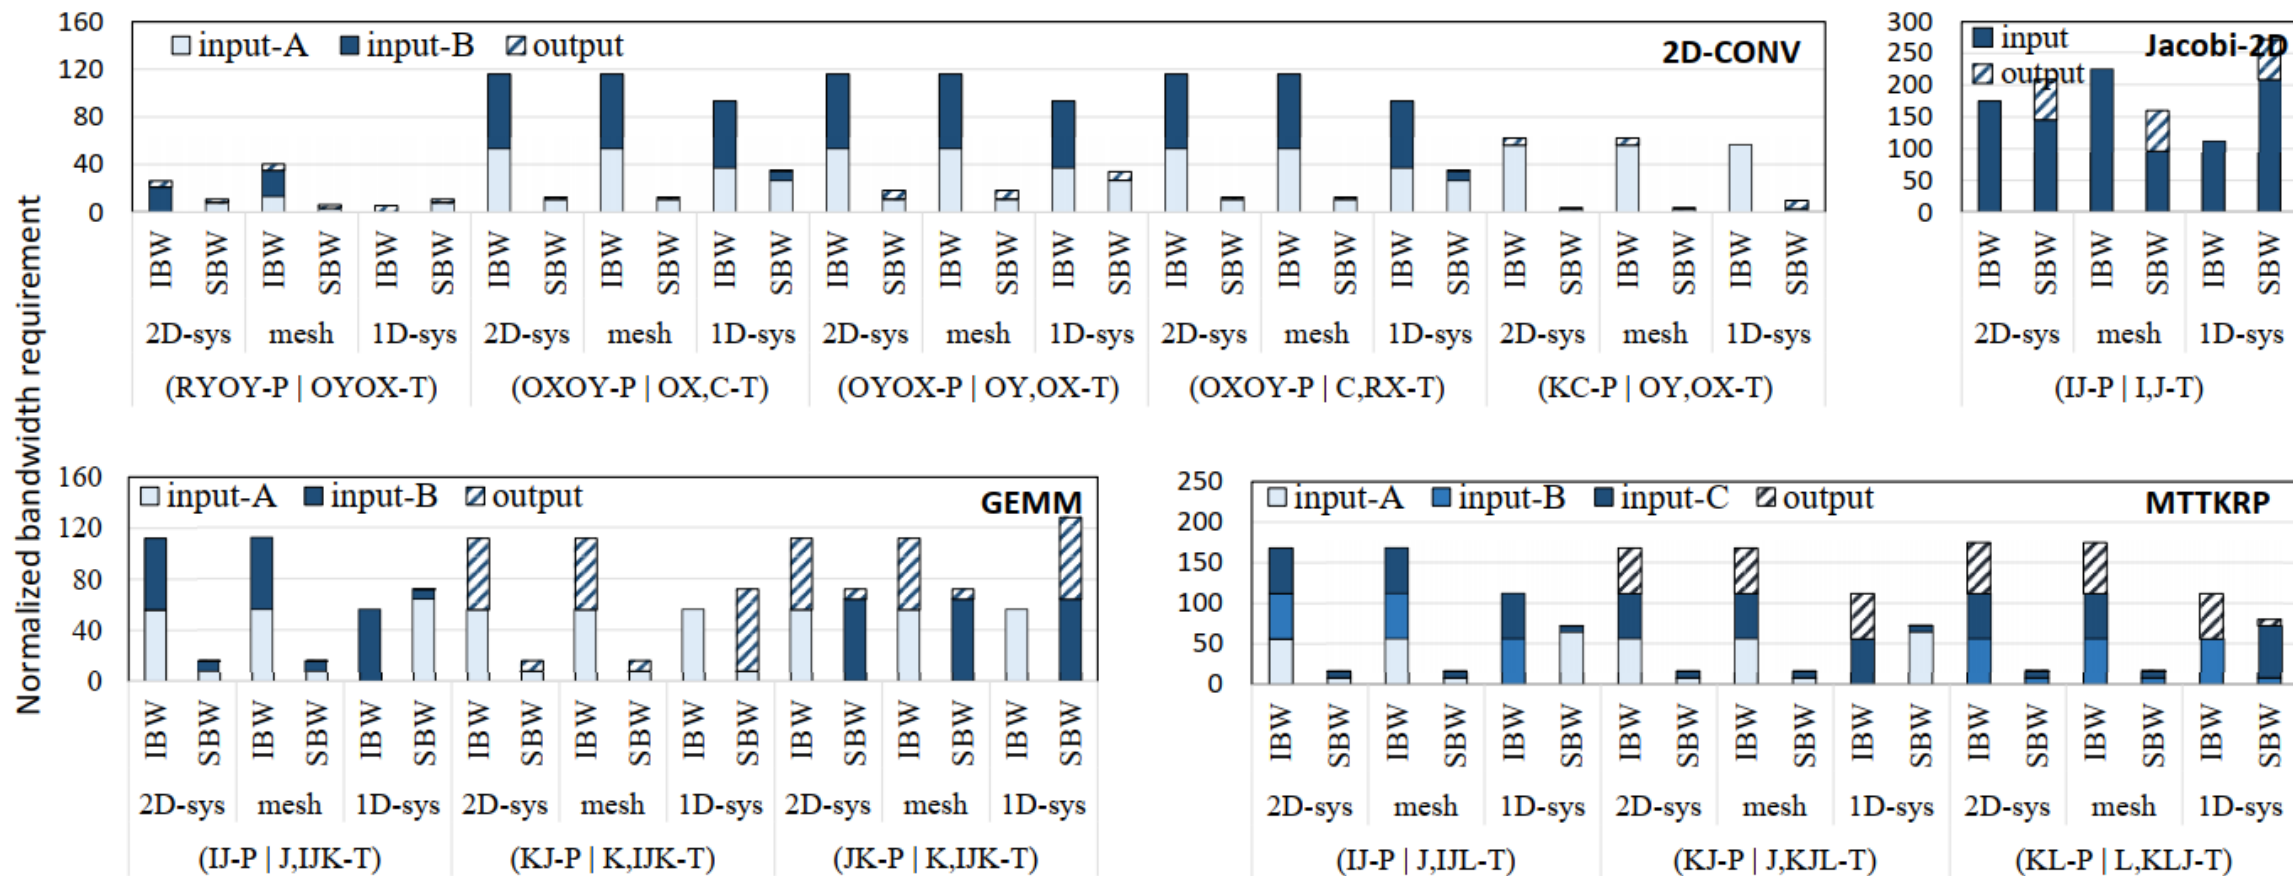 Normalized bandwidth requirement
160
120
80
40
0
input-A input-B output
2D-CONV
IBW SBW IBW SBW IBW SBW IBW SBW IBW SBW IBW SBW IBW SBW IBW SBW IBW SBW IBW SBW IBW SBW IBW SBW IBW SBW IBW SBW IBW SBW
2D-sys mesh 1D-sys 2D-sys mesh 1D-sys 2D-sys mesh 1D-sys 2D-sys mesh 1D-sys 2D-sys mesh 1D-sys
(RYOY-P | OYOX-T) (OXOY-P | OX,C-T) (OYOX-P | OY,OX-T) (OXOY-P | C,RX-T) (KC-P | OY,OX-T)
300
250
200
150
100
50
0
input
output
Jacobi-2D
IBW SBW IBW SBW IBW SBW
2D-sys mesh 1D-sys
(IJ-P | I,J-T)
160
120
80
40
0
input-A input-B output
GEMM
IBW SBW IBW SBW IBW SBW IBW SBW IBW SBW IBW SBW IBW SBW IBW SBW IBW SBW
2D-sys mesh 1D-sys 2D-sys mesh 1D-sys 2D-sys mesh 1D-sys
(IJ-P | J,IJK-T) (KJ-P | K,IJK-T) (JK-P | K,IJK-T)
250
200
150
100
50
0
input-A input-B input-C output
MTTKRP
IBW SBW IBW SBW IBW SBW IBW SBW IBW SBW IBW SBW IBW SBW IBW SBW IBW SBW
2D-sys mesh 1D-sys 2D-sys mesh 1D-sys 2D-sys mesh 1D-sys
(IJ-P | J,IJL-T) (KJ-P | J,KJL-T) (KL-P | L,KLJ-T)